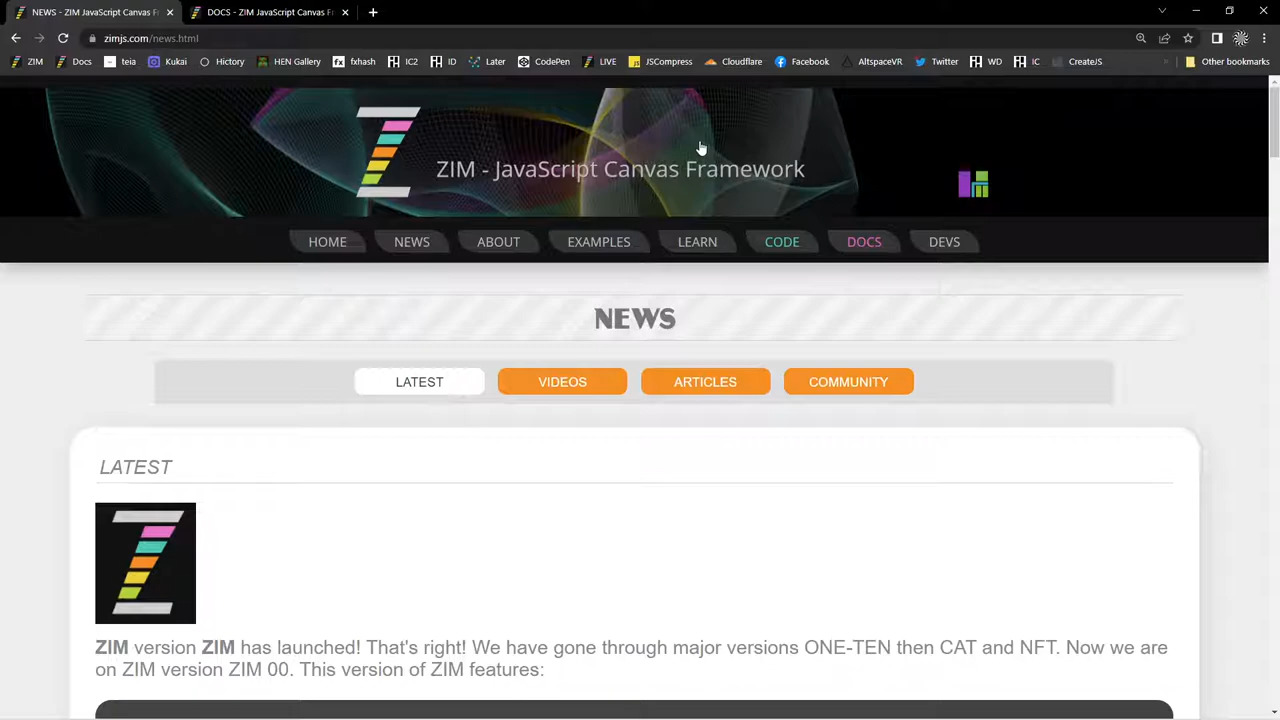 NEWS - ZIM JavaScript Canvas F
DOCS - ZIM JavaScript Canvas F
zimjs.com/news.html
ZIM Docs teia Kukai Hictory HEN Gallery fxhash IC2 ID Later CodePen LIVE JSCompress Cloudflare Facebook AltspaceVR Twitter WD IC CreateJS » Other bookmarks
ZIM - JavaScript Canvas Framework
HOME NEWS ABOUT EXAMPLES LEARN CODE DOCS DEVS
NEWS
LATEST VIDEOS ARTICLES COMMUNITY
LATEST
ZIM version ZIM has launched! That's right! We have gone through major versions ONE-TEN then CAT and NFT. Now we are
on ZIM version ZIM 00. This version of ZIM features: